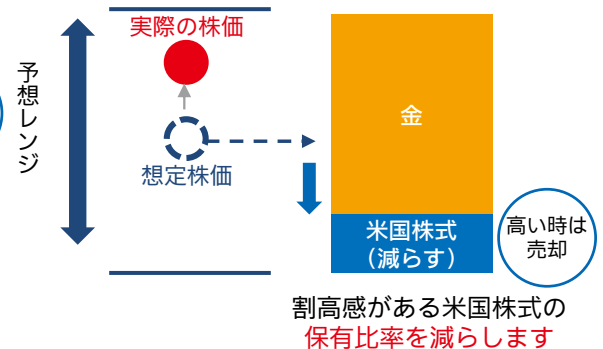 実際の株価
予想レンジ
想定株価
金
米国株式
（減らす）
高い時は
売却
割高感がある米国株式の
保有比率を減らします